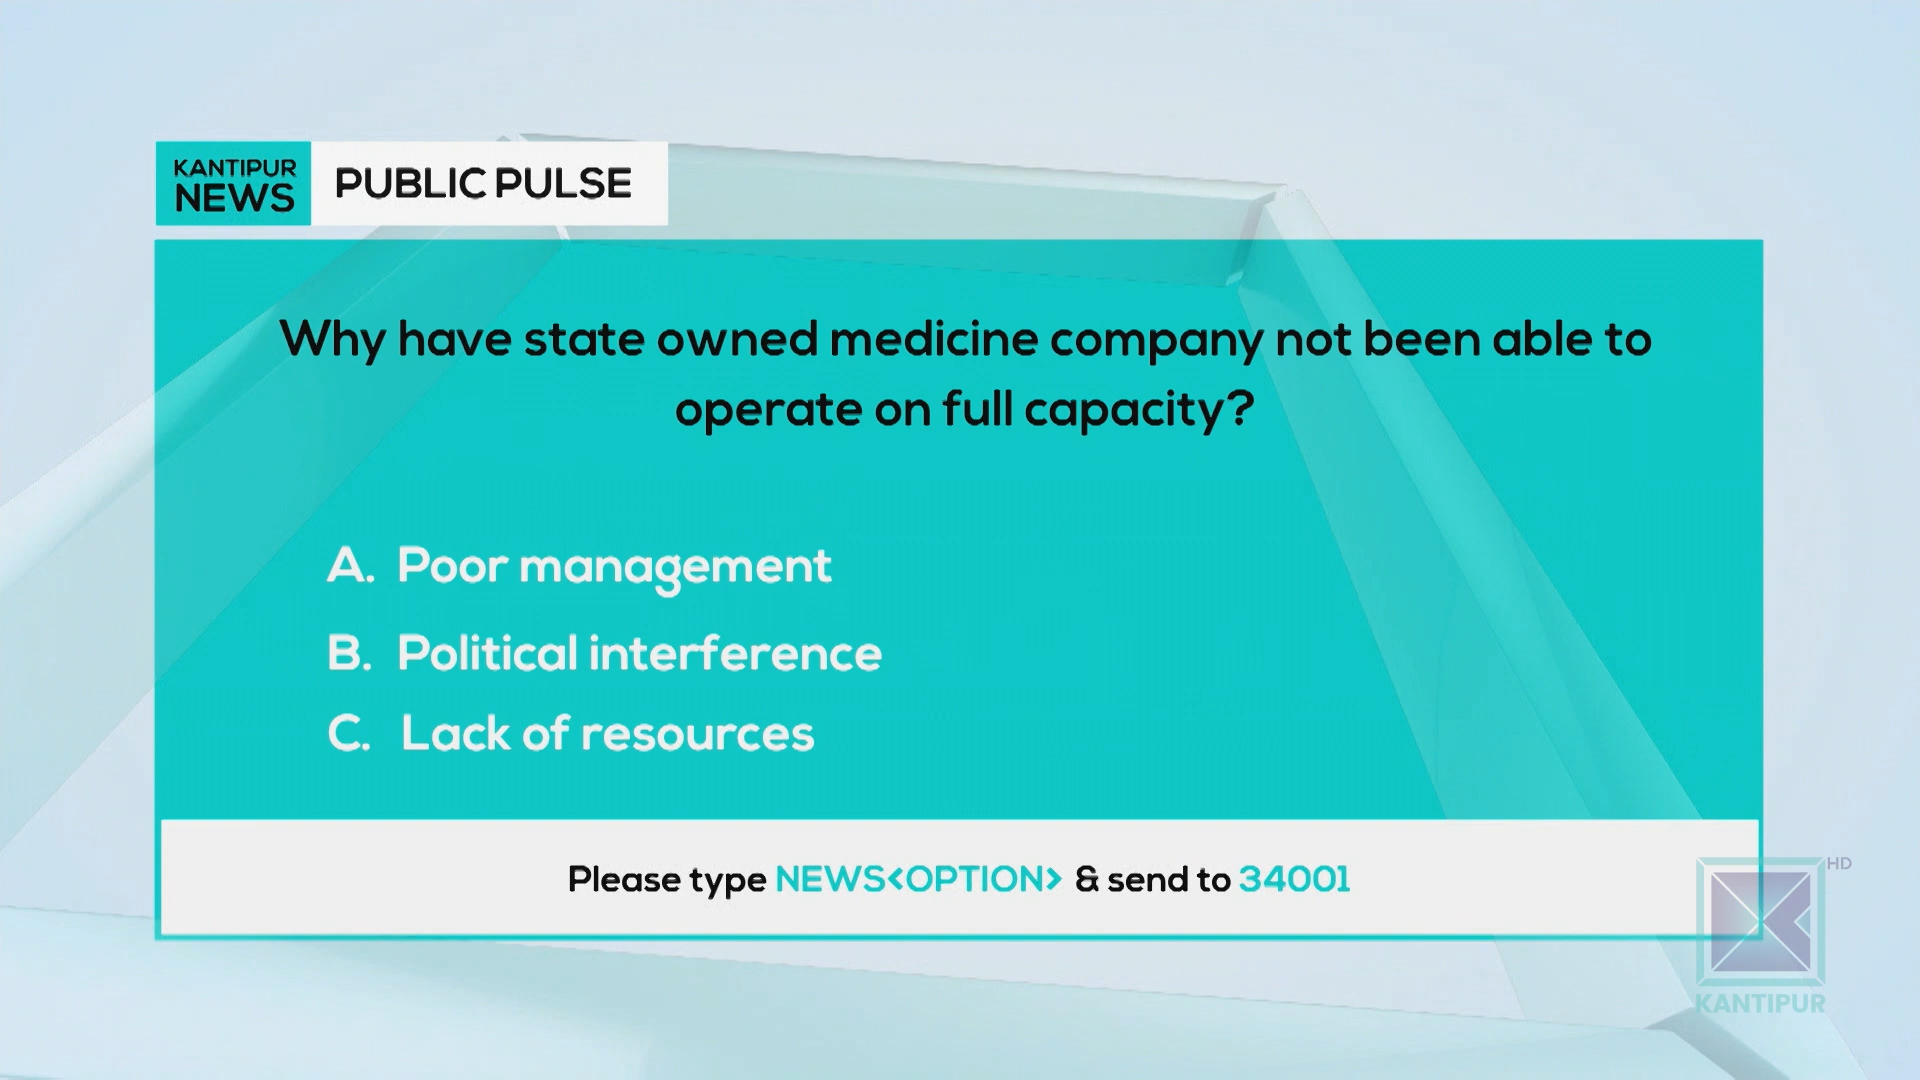 KANTIPUR
NEWS
PUBLIC PULSE
Why have state owned medicine company not been able to
operate on full capacity?
A. Poor management
B. Political interference
C. Lack of resources
Please type NEWS<OPTION> & send to 34001
HD
KANTIPUR